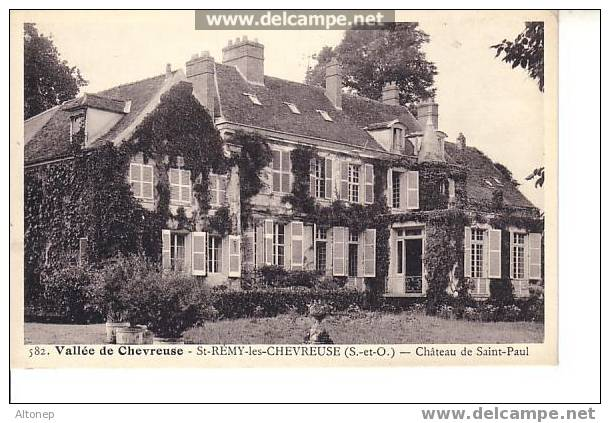 www.delcampe.net
582. Vallée de Chevreuse - St-RÉMY-les-CHEVREUSE (S.-et-O.) — Château de Saint-Paul
Altonep
www.delcampe.net